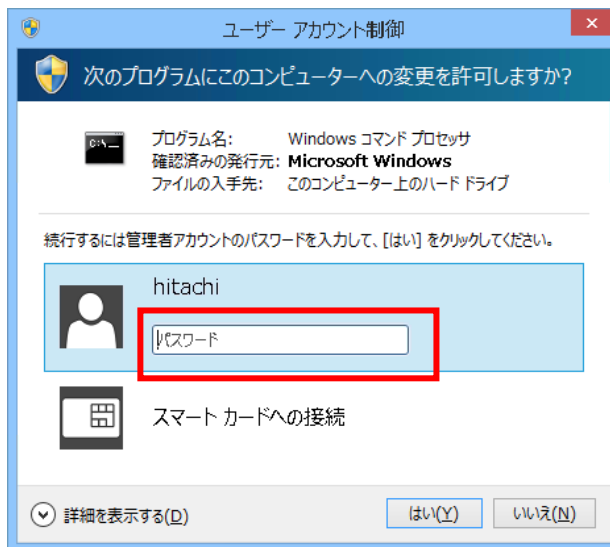 ユーザー アカウント制御
次のプログラムにこのコンピューターへの変更を許可しますか?
C:\
プログラム名: Windows コマンド プロセッサ
確認済みの発行元: Microsoft Windows
ファイルの入手先: このコンピューター上のハード ドライブ
続行するには管理者アカウントのパスワードを入力して、[はい] をクリックしてください。
hitachi
パスワード
スマート カードへの接続
詳細を表示する(D)
はい(Y)
いいえ(N)